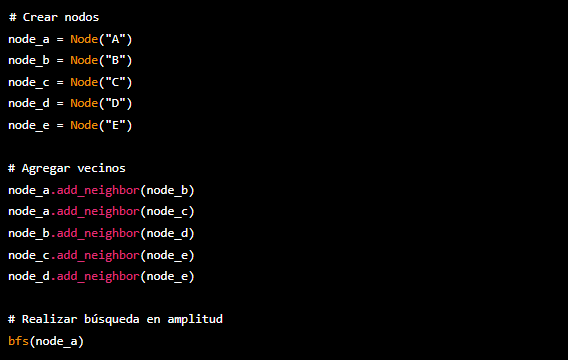 # Crear nodos
node_a = Node("A")
node_b = Node("B")
node_c = Node("C")
node_d = Node("D")
node_e = Node("E")
# Agregar vecinos
node_a.add_neighbor(node_b)
node_a.add_neighbor(node_c)
node_b.add_neighbor(node_d)
node_c.add_neighbor(node_e)
node_d.add_neighbor(node_e)
# Realizar búsqueda en amplitud
bfs(node_a)